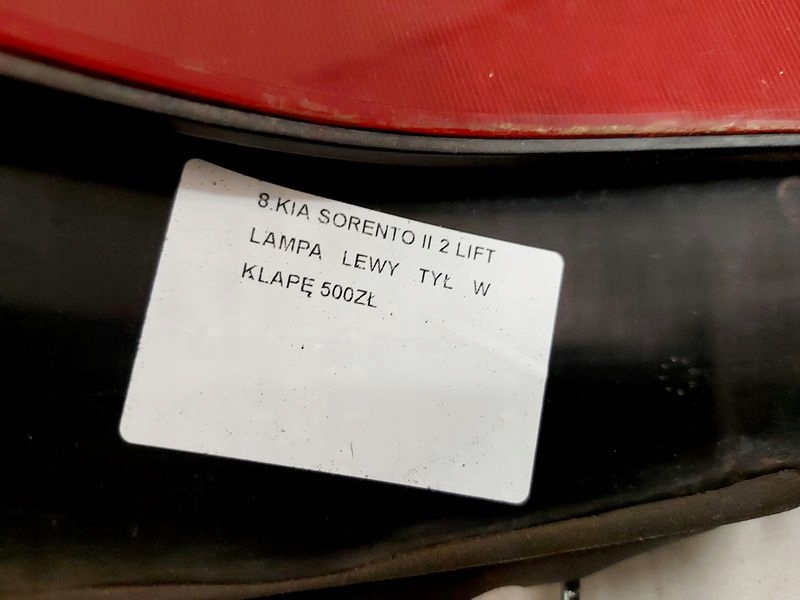 8.KIA SORENTO II 2 LIFT
LAMPA LEWY TYŁ W
KLAPĘ 500ZŁ